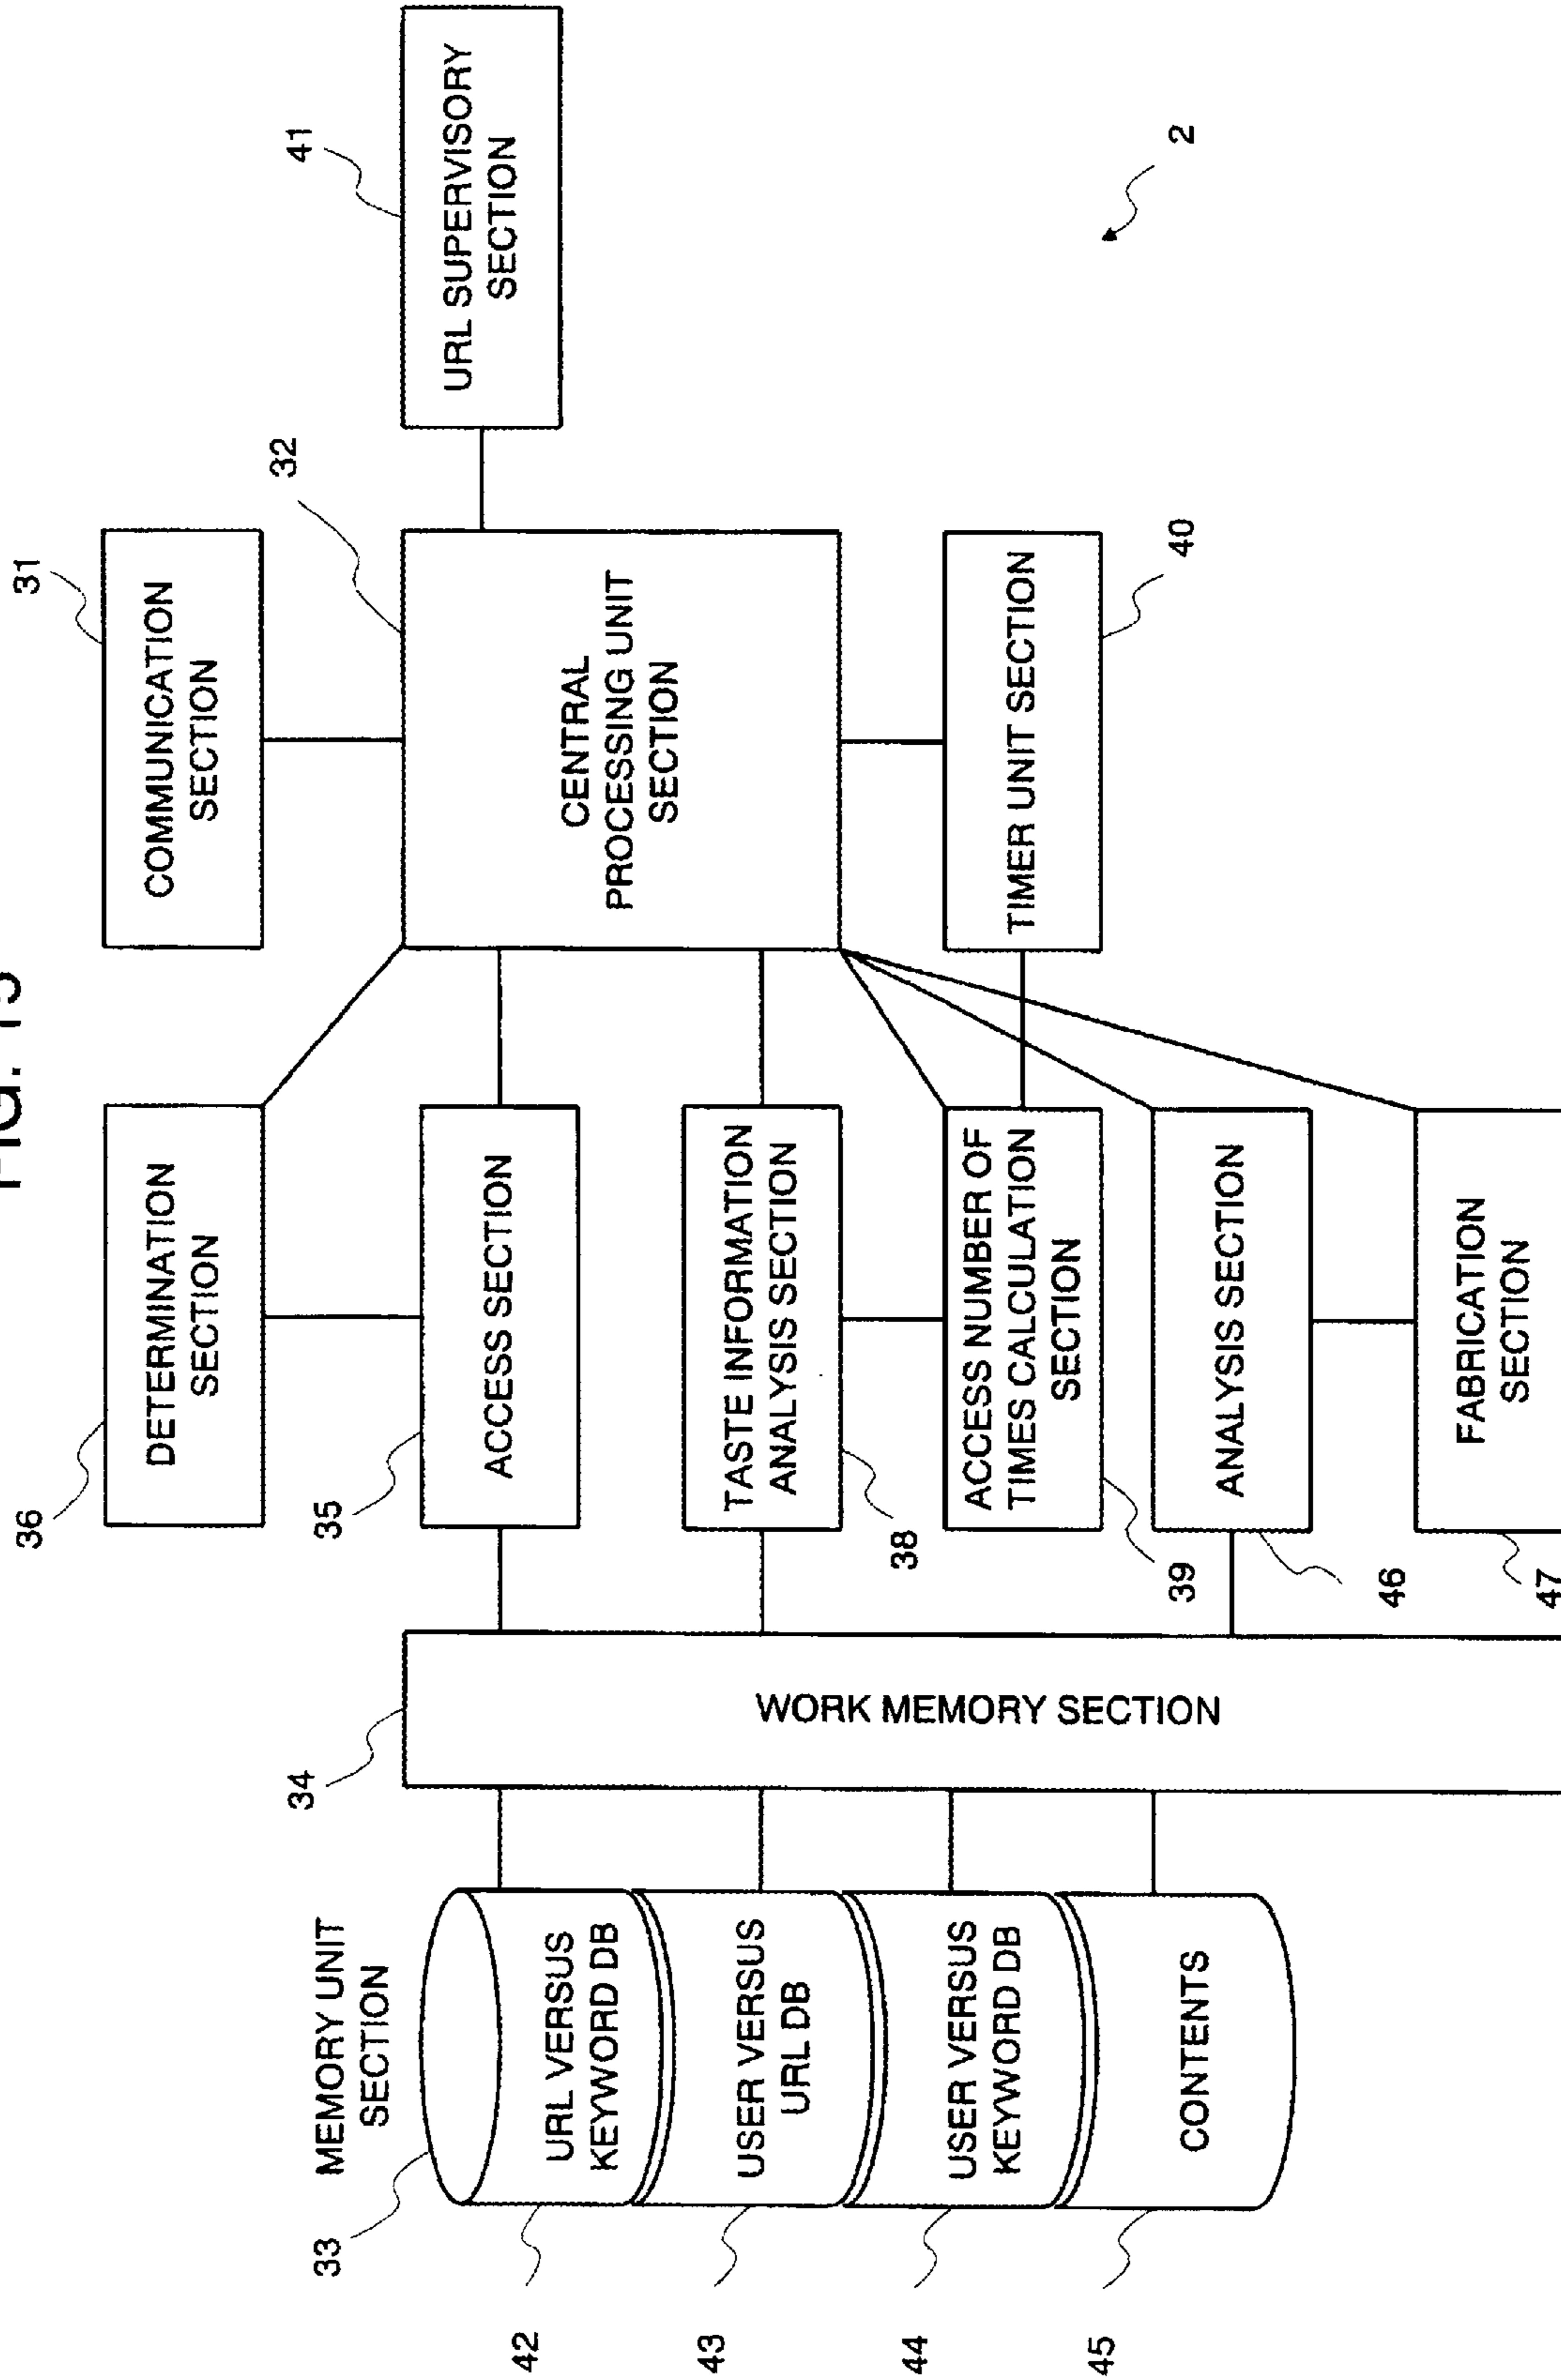 FIG.
36
DETERMINATION
SECTION
31
COMMUNICATION
SECTION
MEMORY UNIT
SECTION
33
34
35
32
41
URL VERSUS
KEYWORD DB
42
USER VERSUS
URL DB
43
USER VERSUS
KEYWORD DB
44
CONTENTS
45
WORK MEMORY SECTION
ACCESS SECTION
TASTE INFORMATION
ANALYSIS SECTION
38
ACCESS NUMBER OF
TIMES CALCULATION
SECTION
39
ANALYSIS SECTION
46
FABRICATION
SECTION
47
CENTRAL
PROCESSING UNIT
SECTION
TIMER UNIT SECTION
40
URL SUPERVISORY
SECTION
2